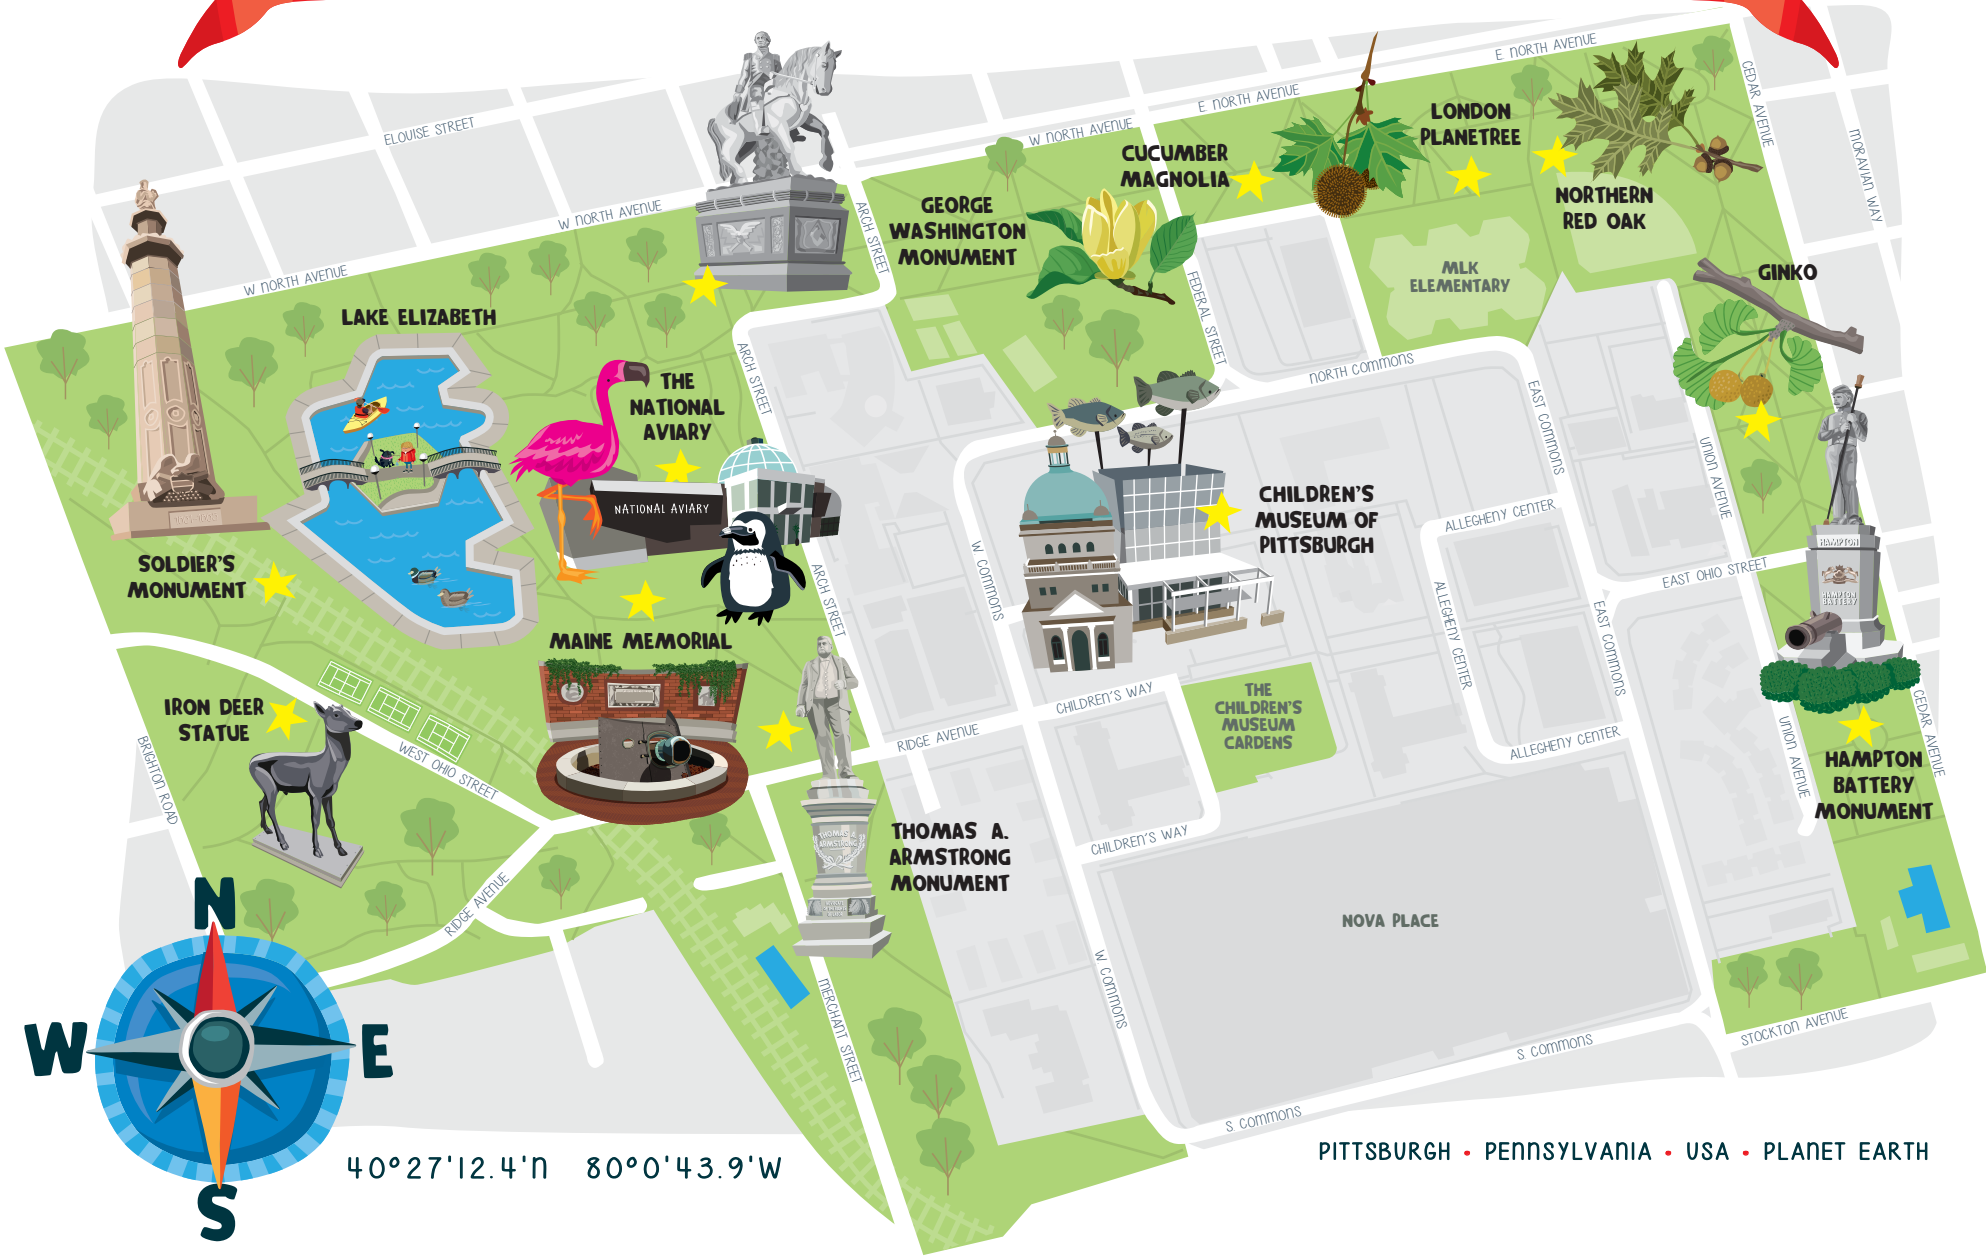 E NORTH AVENUE
CEDAR AVENUE
E NORTH AVENUE
LONDON
PLANETREE
ELOUISE STREET
W NORTH AVENUE
MORAVIAN WAY
CUCUMBER
MAGNOLIA
NORTHERN
RED OAK
W NORTH AVENUE
ARCH STREET
GEORGE
WASHINGTON
MONUMENT
W NORTH AVENUE
MLK
ELEMENTARY
GINKO
FEDERAL STREET
LAKE ELIZABETH
ARCH STREET
THE
NATIONAL
AVIARY
NORTH COMMONS
EAST COMMONS
UNION AVENUE
NATIONAL AVIARY
CHILDREN'S
MUSEUM OF
PITTSBURGH
ALLEGHENY CENTER
HAMPTON
HAMPTON
BATTERY
SOLDIER'S
MONUMENT
ARCH STREET
W COMMONS
EAST OHIO STREET
ALLEGHENY CENTER
EAST COMMONS
MAINE MEMORIAL
IRON DEER
STATUE
CHILDREN'S WAY
THE
CHILDREN'S
MUSEUM
GARDENS
RIDGE AVENUE
ALLEGHENY CENTER
UNION AVENUE
CEDAR AVENUE
BRIGHTON ROAD
WEST OHIO STREET
HAMPTON
BATTERY
MONUMENT
THOMAS A.
ARMSTRONG
THOMAS A.
ARMSTRONG
MONUMENT
CHILDREN'S WAY
RIDGE AVENUE
NOVA PLACE
N
W
E
S
MERCHANT STREET
W COMMONS
S COMMONS
STOCKTON AVENUE
S COMMONS
40°27'12.4'N 80°0'43.9'W
PITTSBURGH • PENNSYLVANIA • USA • PLANET EARTH